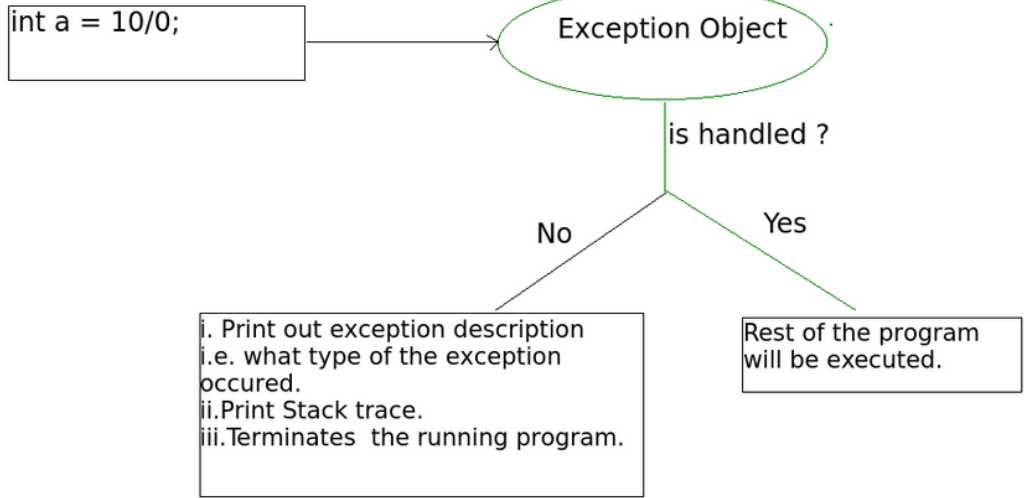 int a = 10/0;
Exception Object
is handled ?
No
Yes
i. Print out exception description
i.e. what type of the exception
occured.
ii.Print Stack trace.
iii.Terminates  the running program.
Rest of the program
will be executed.